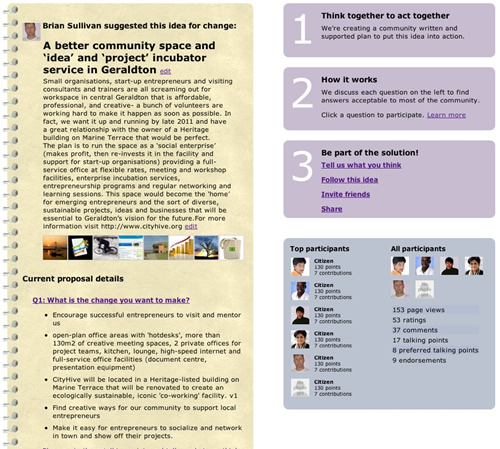 Brian Sullivan suggested this idea for change:
A better community space and
‘idea’ and ‘project’ incubator
service in Geraldton edit
Small organisations, start-up entrepreneurs and visiting
consultants and trainers are all screaming out for
workspace in central Geraldton that is affordable,
professional, and creative- a bunch of volunteers are
working hard to make it happen as soon as possible. In
fact, we want it up and running by late 2011 and have
a great relationship with the owner of a Heritage
building on Marine Terrace that would be perfect.
The plan is to run the space as a 'social enterprise'
(makes profit, then re-invests it in the facility and
support for start-up organisations) providing a full-
service office at flexible rates, meeting and workshop
facilities, enterprise incubation services,
entrepreneurship programs and regular networking and
learning sessions. This space would become the 'home'
for emerging entrepreneurs and the sort of diverse,
sustainable projects, ideas and businesses that will be
essential to Geraldton's vision for the future.For more
information visit http://www.cityhive.org edit
Current proposal details
Q1: What is the change you want to make?
• Encourage successful entrepreneurs to visit and mentor
us
• open-plan office areas with 'hotdesks', more than
130m2 of creative meeting spaces, 2 private offices for
project teams, kitchen, lounge, high-speed internet and
full-service office facilities (document centre,
presentation equipment)
• CityHive will be located in a Heritage-listed building on
Marine Terrace that will be renovated to create an
ecologically sustainable, iconic 'co-working' facility. v1
• Find creative ways for our community to support local
entrepreneurs
• Make it easy for entrepreneurs to socialize and network
in town and show off their projects.
1
Think together to act together
We're creating a community written and
supported plan to put this idea into action.
2
How it works
We discuss each question on the left to find
answers acceptable to most of the community.
Click a question to participate. Learn more
3
Be part of the solution!
Tell us what you think
Follow this idea
Invite friends
Share
Top participants
Citizen
130 points
7 contributions
Citizen
130 points
7 contributions
Citizen
130 points
7 contributions
Citizen
130 points
7 contributions
Citizen
130 points
7 contributions
Citizen
130 points
7 contributions
All participants
153 page views
53 ratings
37 comments
17 talking points
8 preferred talking points
9 endorsements